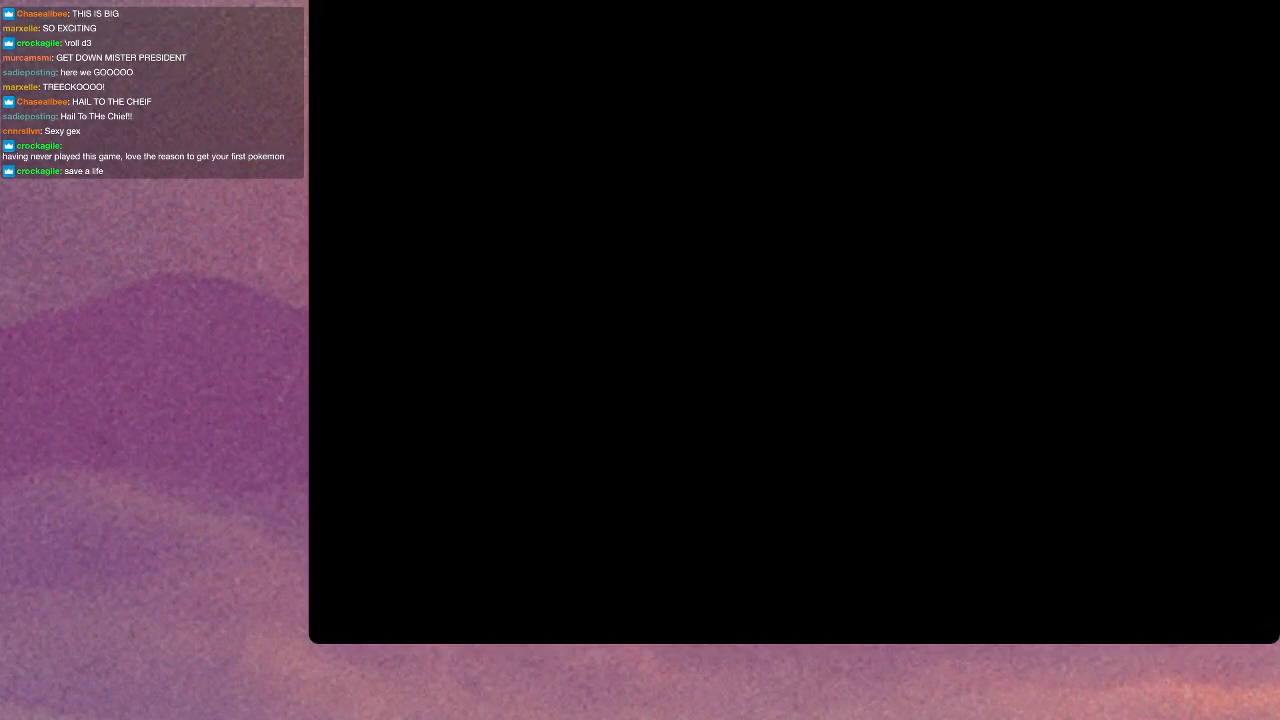 Chaseallbee: THIS IS BIG
marxelle: SO EXCITING
crockagile: \roll d3
murcamsmi: GET DOWN MISTER PRESIDENT
sadieposting: here we GOOOOO
marxelle: TREECKOOOO!
Chaseallbee: HAIL TO THE CHEIF
sadieposting: Hail To THe Chief!!
cnnrsllvn: Sexy gex
crockagile:
having never played this game, love the reason to get your first pokemon
crockagile: save a life